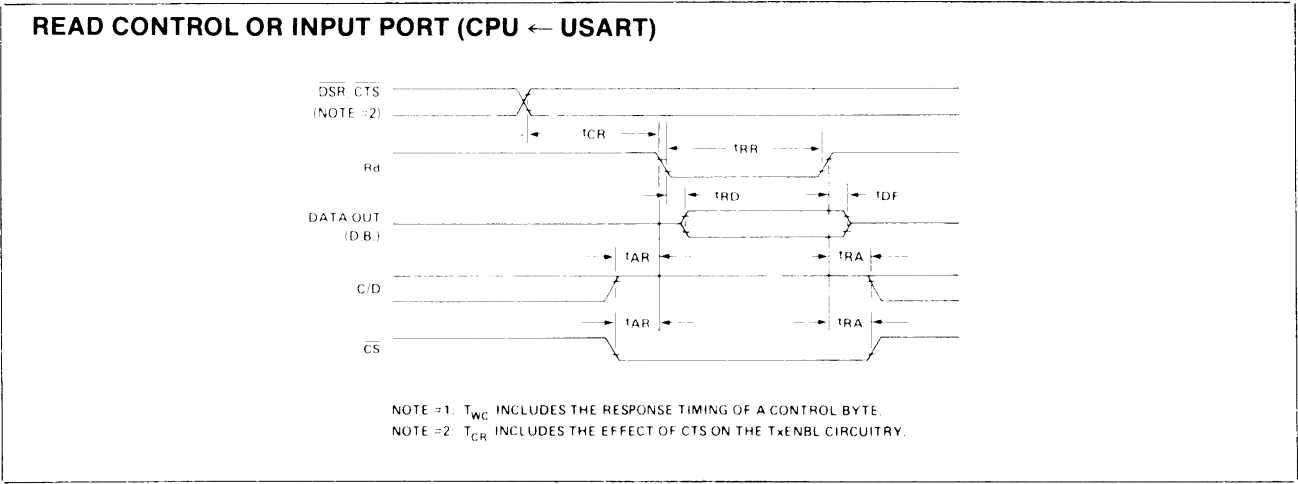 READ CONTROL OR INPUT PORT (CPU ← USART)
DSR, CTS
(NOTE =2)
tCR
tRR
Rd
tRD
tDF
DATA OUT
(D.B.)
tAR
tRA
C/D
tAR
tRA
CS
NOTE =1: TWC INCLUDES THE RESPONSE TIMING OF A CONTROL BYTE.
NOTE =2: TCR INCLUDES THE EFFECT OF CTS ON THE TxENBL CIRCUITRY.